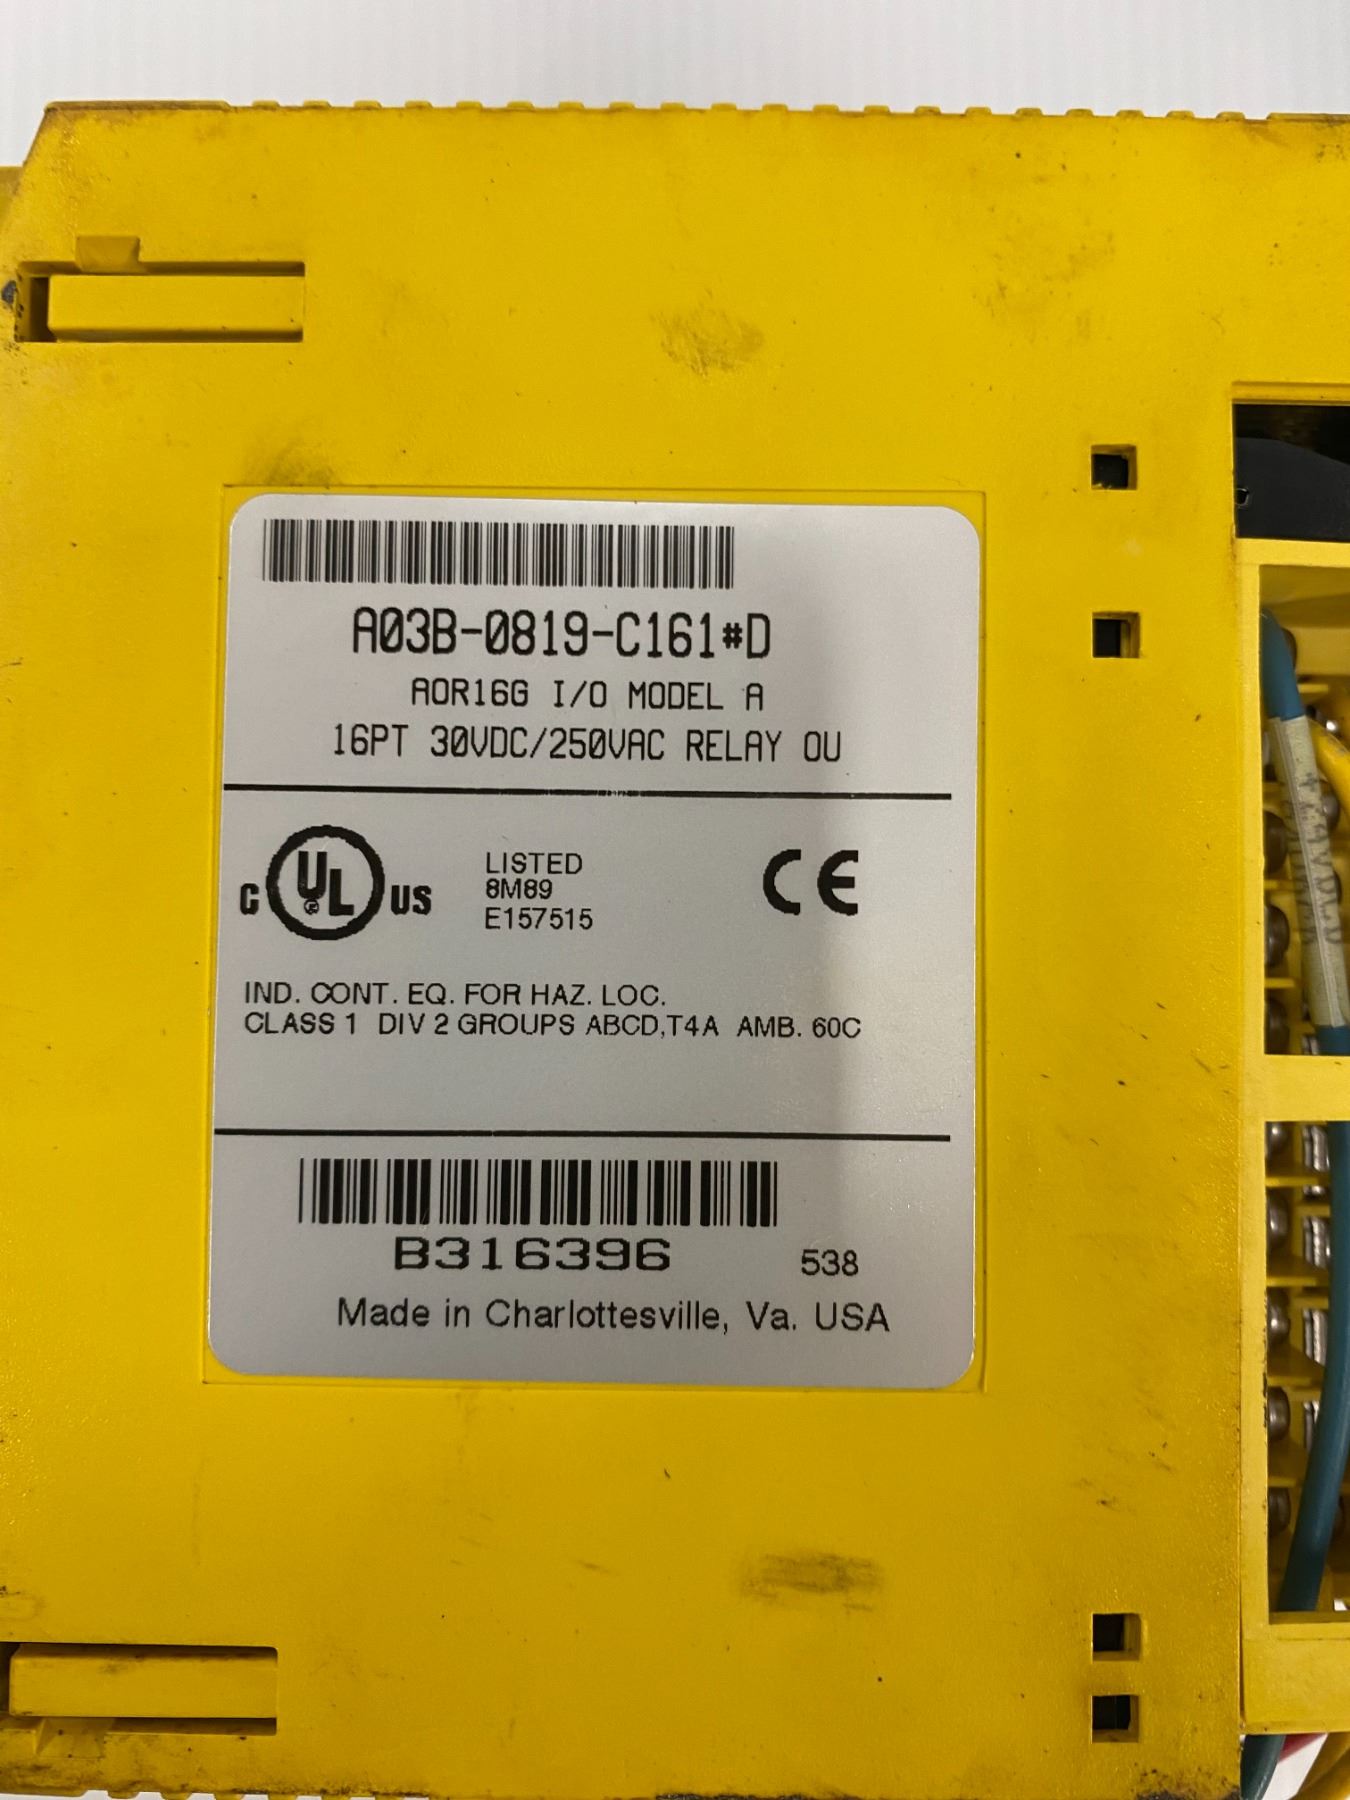 A03B-0819-C161#D
AOR16G I/O MODEL A
16PT 30VDC/250VAC RELAY OU
C UL US
LISTED
8M89
E157515
CE
IND. CONT. EQ. FOR HAZ. LOC.
CLASS 1 DIV 2 GROUPS ABCD,T4A AMB. 60C
B316396 538
Made in Charlottesville, Va. USA